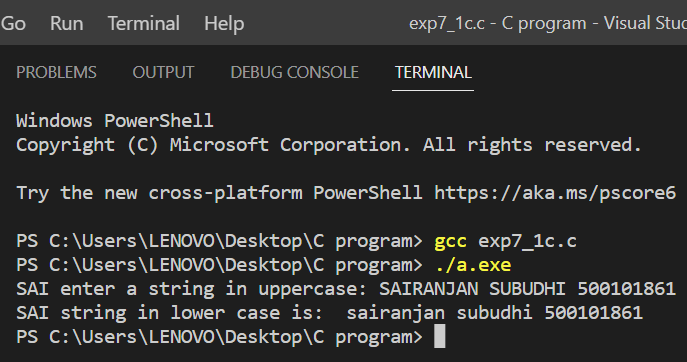 Go Run Terminal Help exp7_1c.c - C program - Visual Stu
PROBLEMS OUTPUT DEBUG CONSOLE TERMINAL
Windows PowerShell
Copyright (C) Microsoft Corporation. All rights reserved.
Try the new cross-platform PowerShell https://aka.ms/pscore6
PS C:\Users\LENOVO\Desktop\C program> gcc exp7_1c.c
PS C:\Users\LENOVO\Desktop\C program> ./a.exe
SAI enter a string in uppercase: SAIRANJAN SUBUDHI 500101861
SAI string in lower case is:  sairanjan subudhi 500101861
PS C:\Users\LENOVO\Desktop\C program>